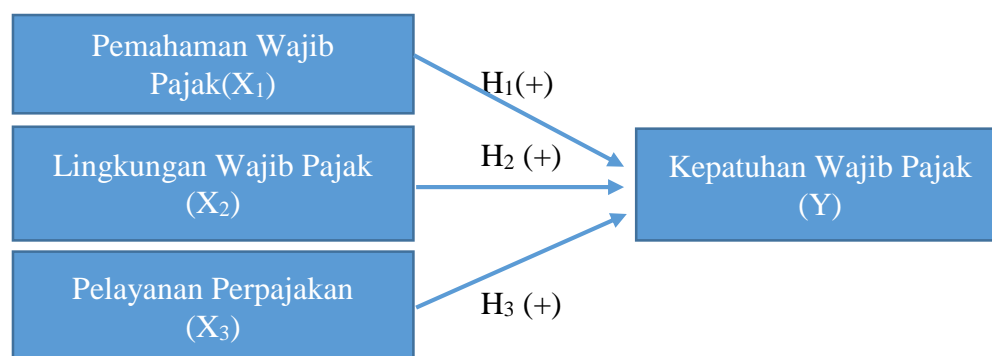 Pemahaman Wajib
Pajak(X₁)
H₁(+)
Lingkungan Wajib Pajak
(X₂)
H₂ (+)
Kepatuhan Wajib Pajak
(Y)
Pelayanan Perpajakan
(X₃)
H₃ (+)